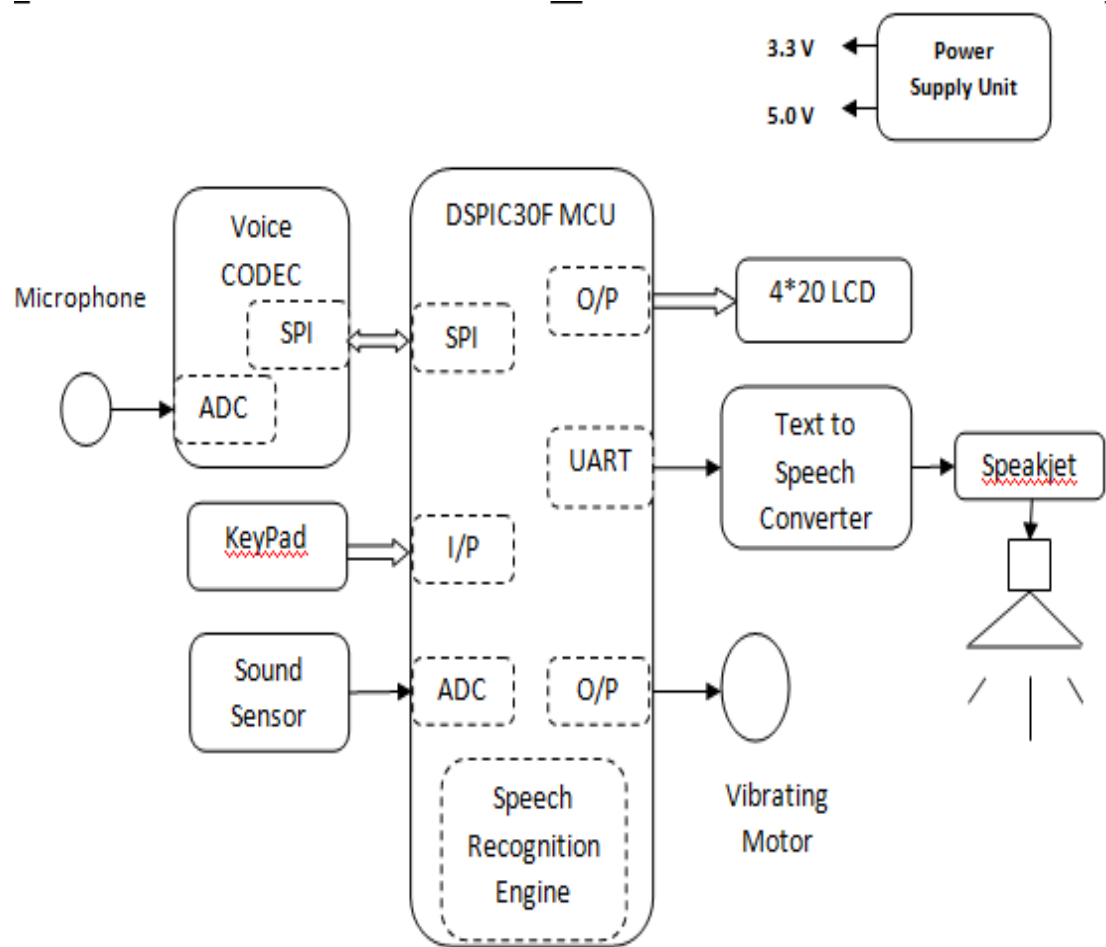 3.3 V
5.0 V
Power
Supply Unit
Microphone
Voice
CODEC
SPI
ADC
KeyPad
Sound
Sensor
DSPIC30F MCU
SPI
I/P
ADC
O/P
UART
O/P
Speech
Recognition
Engine
4*20 LCD
Text to
Speech
Converter
Speakjet
Vibrating
Motor